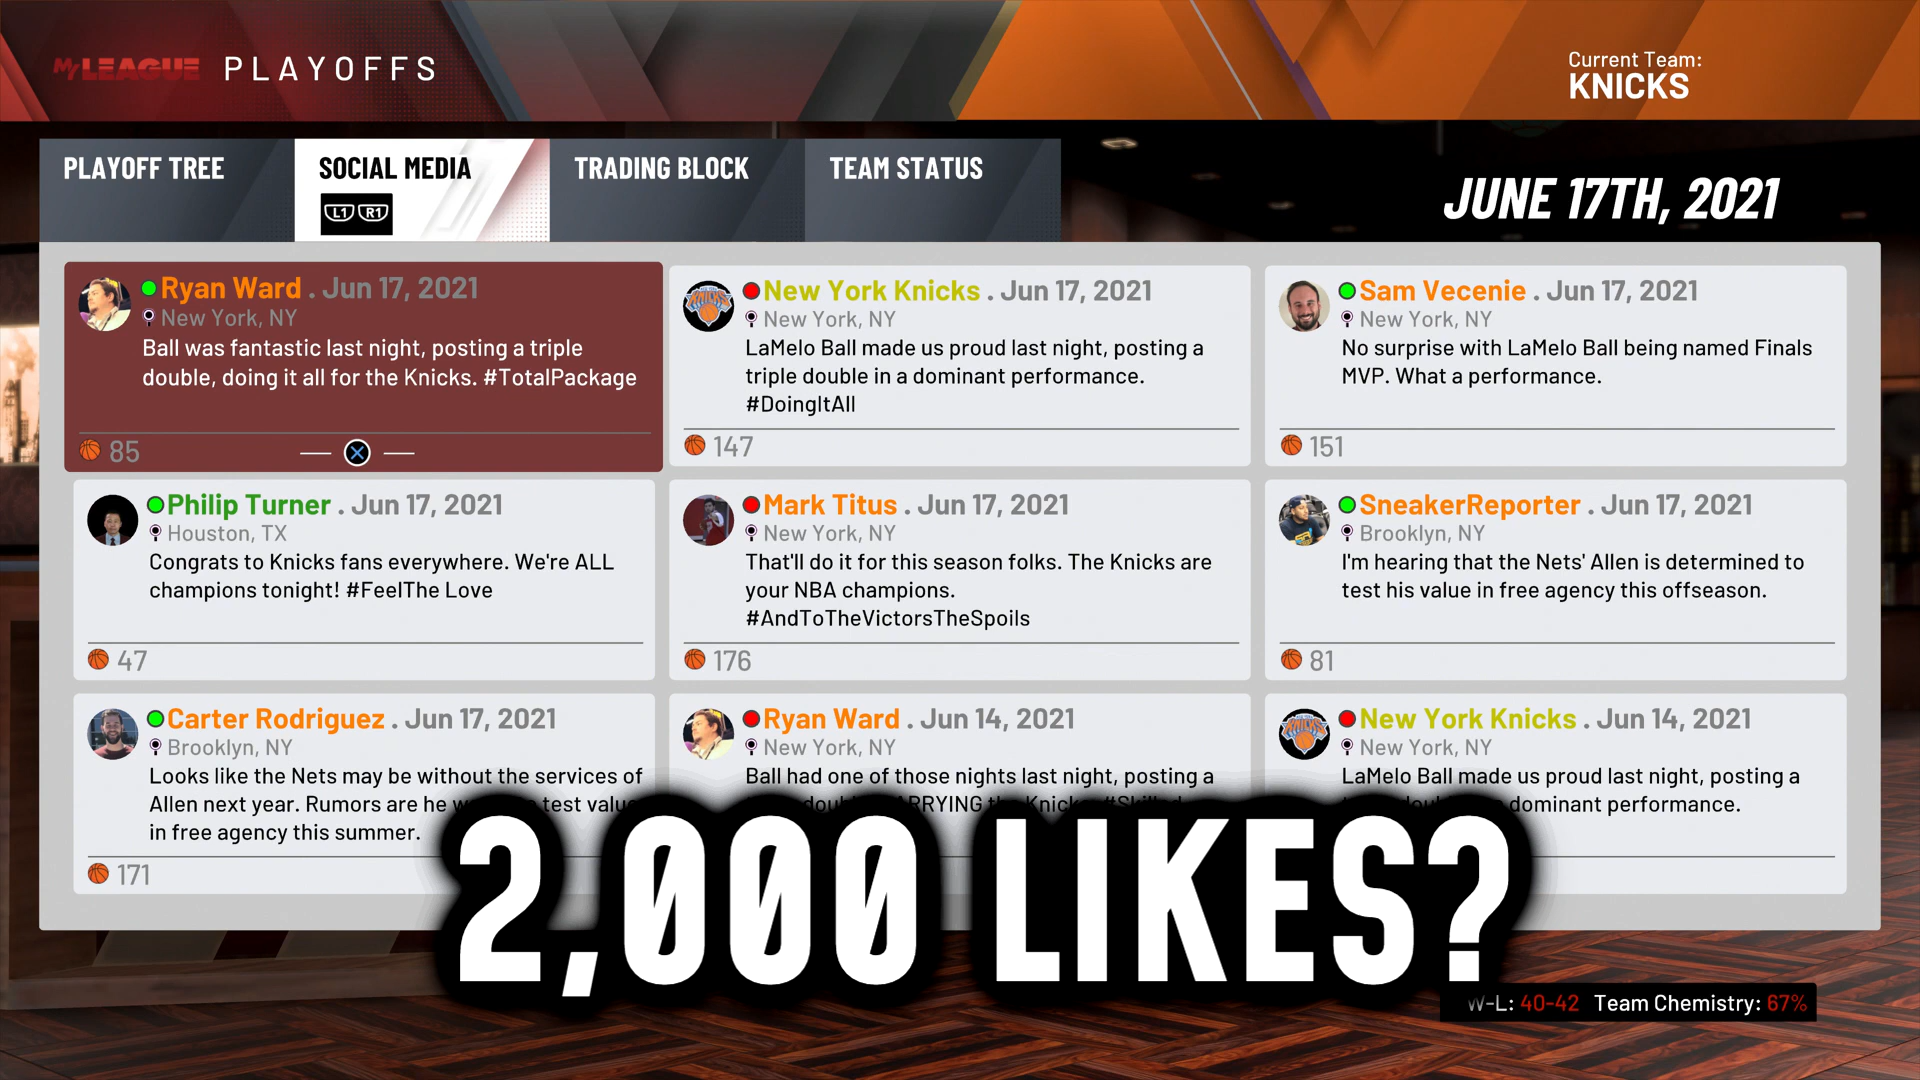 MyLEAGUE PLAYOFFS
Current Team:
KNICKS
PLAYOFF TREE
SOCIAL MEDIA
L1 R1
TRADING BLOCK
TEAM STATUS
JUNE 17TH, 2021
Ryan Ward . Jun 17, 2021
New York, NY
Ball was fantastic last night, posting a triple
double, doing it all for the Knicks. #TotalPackage
85
New York Knicks . Jun 17, 2021
New York, NY
LaMelo Ball made us proud last night, posting a
triple double in a dominant performance.
#DoingItAll
147
Sam Vecenie . Jun 17, 2021
New York, NY
No surprise with LaMelo Ball being named Finals
MVP. What a performance.
151
Philip Turner . Jun 17, 2021
Houston, TX
Congrats to Knicks fans everywhere. We're ALL
champions tonight! #FeelThe Love
47
Mark Titus . Jun 17, 2021
New York, NY
That'll do it for this season folks. The Knicks are
your NBA champions.
#AndToTheVictorsTheSpoils
176
SneakerReporter . Jun 17, 2021
Brooklyn, NY
I'm hearing that the Nets' Allen is determined to
test his value in free agency this offseason.
81
Carter Rodriguez . Jun 17, 2021
Brooklyn, NY
Looks like the Nets may be without the services of
Allen next year. Rumors are he test value
in free agency this summer.
171
Ryan Ward . Jun 14, 2021
New York, NY
Ball had one of those nights last night, posting a
the Knicks. #Skilled
New York Knicks . Jun 14, 2021
New York, NY
LaMelo Ball made us proud last night, posting a
dominant performance.
2,000 LIKES?
W-L: 40-42 Team Chemistry: 67%